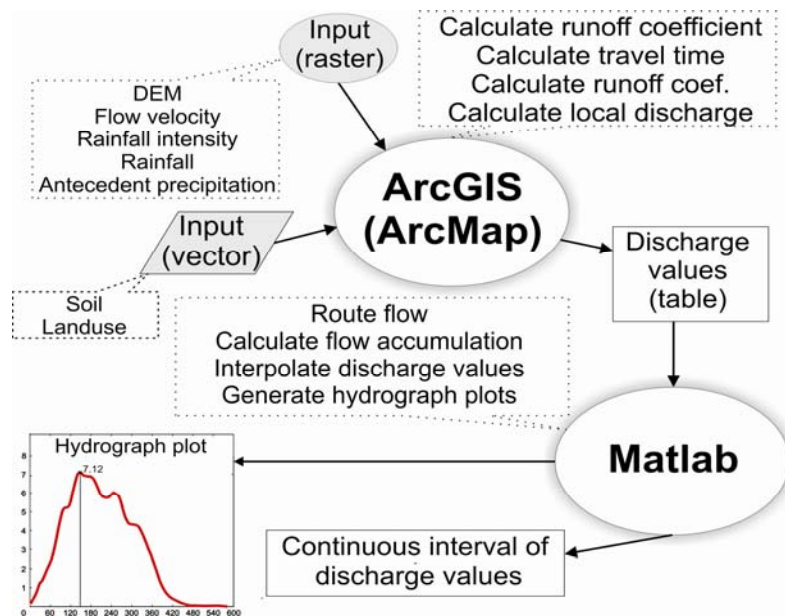 Input
(raster)
Calculate runoff coefficient
Calculate travel time
Calculate runoff coef.
Calculate local discharge
DEM
Flow velocity
Rainfall intensity
Rainfall
Antecedent precipitation
ArcGIS
(ArcMap)
Input
(vector)
Soil
Landuse
Discharge
values
(table)
Route flow
Calculate flow accumulation
Interpolate discharge values
Generate hydrograph plots
Matlab
Hydrograph plot
8
7
6
5
4
3
2
1
0
7.12
0 60 120 180 240 300 360 420 480 540 600
Continuous interval of
discharge values